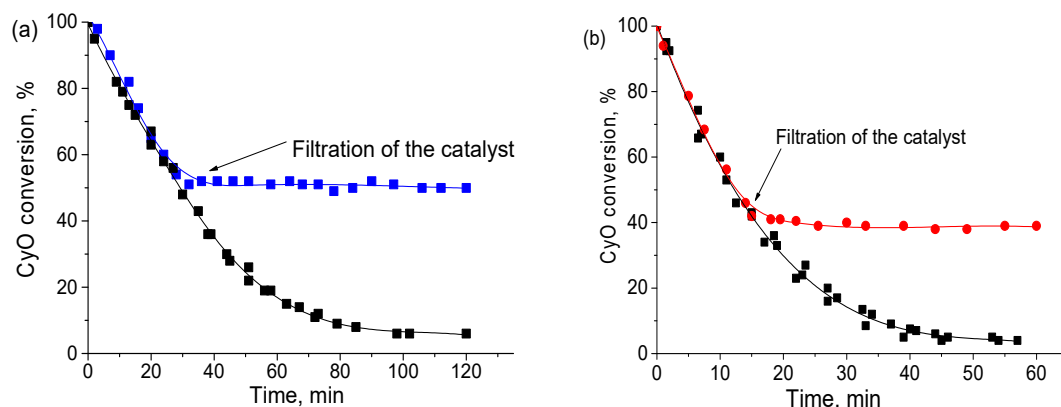 (a)
CyO conversion, %
100
80
60
40
20
0
Filtration of the catalyst
0 20 40 60 80 100 120
Time, min
(b)
CyO conversion, %
100
80
60
40
20
0
Filtration of the catalyst
0 10 20 30 40 50 60
Time, min